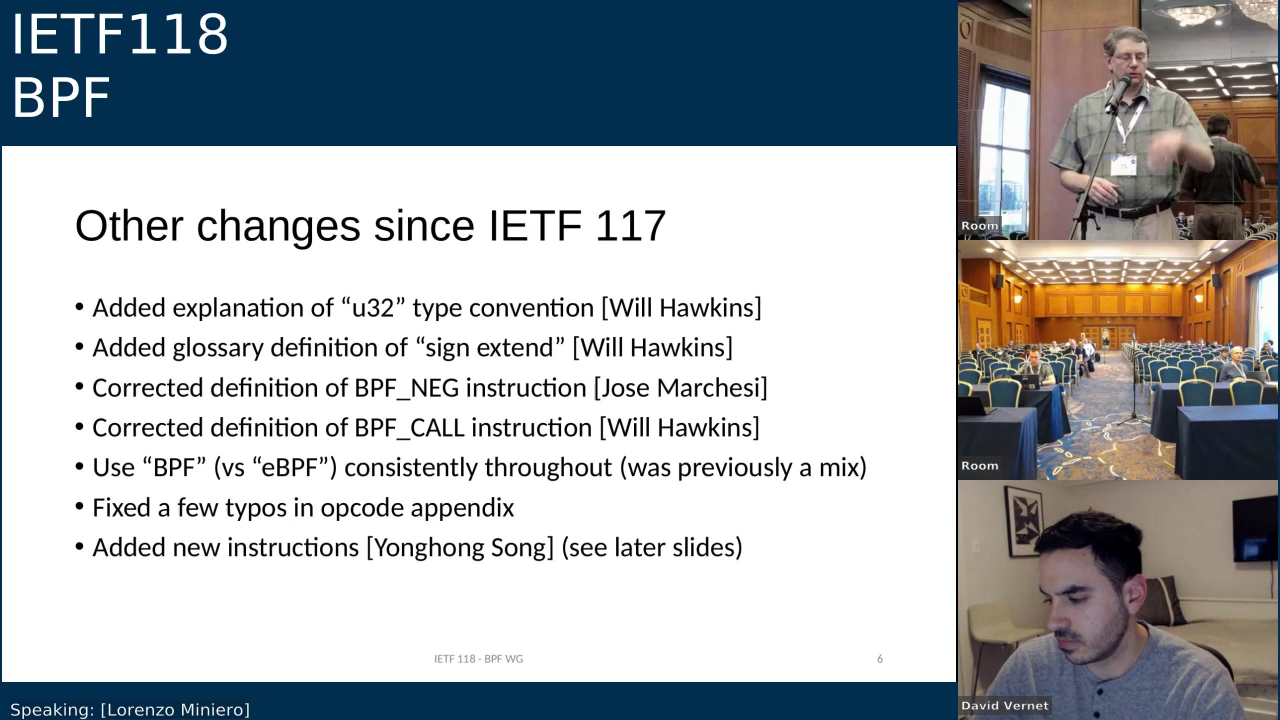 IETF118
BPF
Other changes since IETF 117
• Added explanation of “u32” type convention [Will Hawkins]
• Added glossary definition of “sign extend” [Will Hawkins]
• Corrected definition of BPF_NEG instruction [Jose Marchesi]
• Corrected definition of BPF_CALL instruction [Will Hawkins]
• Use “BPF” (vs “eBPF”) consistently throughout (was previously a mix)
• Fixed a few typos in opcode appendix
• Added new instructions [Yonghong Song] (see later slides)
IETF 118 - BPF WG
6
Speaking: [Lorenzo Miniero]
Room
Room
David Vernet